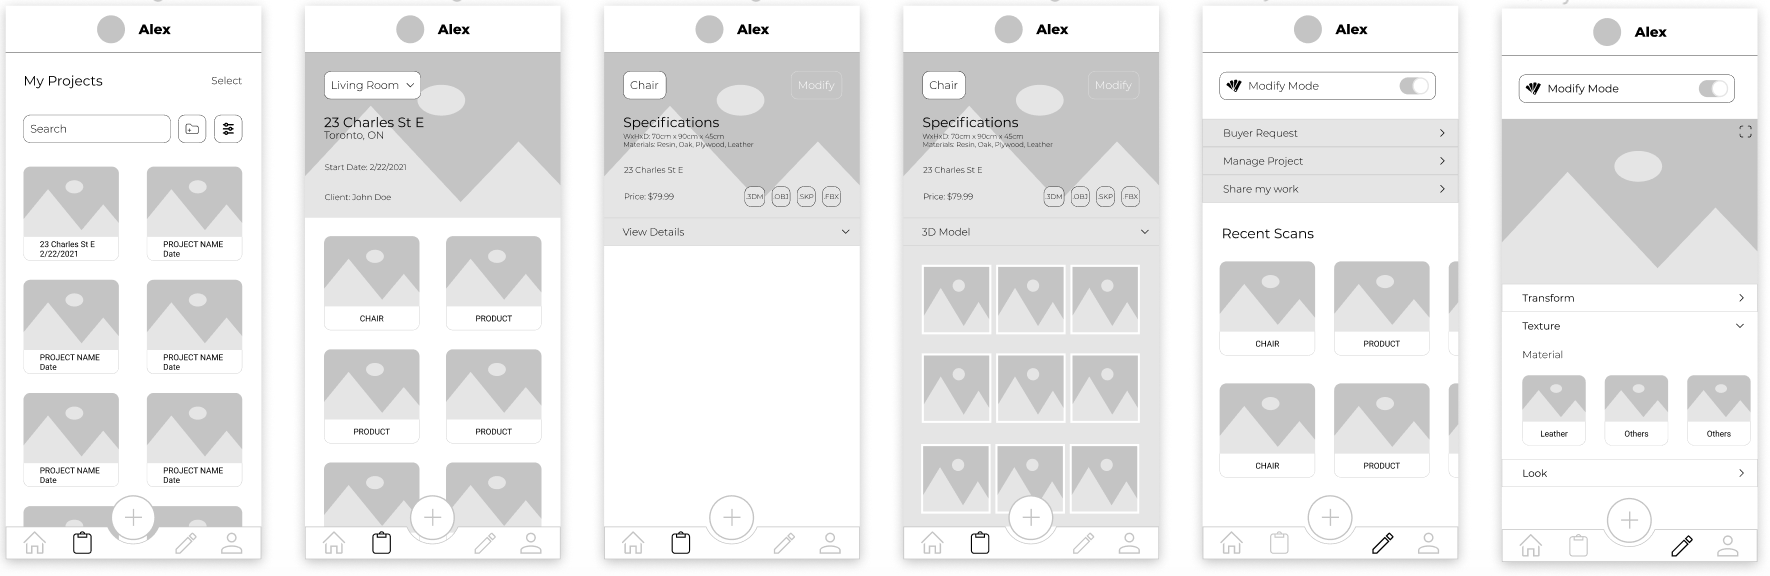 Alex
My Projects
Select
Search
23 Charles St E
2/22/2021
PROJECT NAME
Date
PROJECT NAME
Date
PROJECT NAME
Date
PROJECT NAME
Date
PROJECT NAME
Date
Alex
Living Room
23 Charles St E
Toronto, ON
Start Date: 2/22/2021
Client: John Doe
CHAIR
PRODUCT
PRODUCT
PRODUCT
Alex
Chair
Modify
Specifications
WxHxD: 70cm x 90cm x 45cm
Materials: Resin, Oak, Plywood, Leather
23 Charles St E
Price: $79.99
.3DM
.OBJ
.SKP
.FBX
View Details
Alex
Chair
Modify
Specifications
WxHxD: 70cm x 90cm x 45cm
Materials: Resin, Oak, Plywood, Leather
23 Charles St E
Price: $79.99
.3DM
.OBJ
.SKP
.FBX
3D Model
Alex
Modify Mode
Buyer Request
Manage Project
Share my work
Recent Scans
CHAIR
PRODUCT
CHAIR
PRODUCT
Alex
Modify Mode
Transform
Texture
Material
Leather
Others
Others
Look